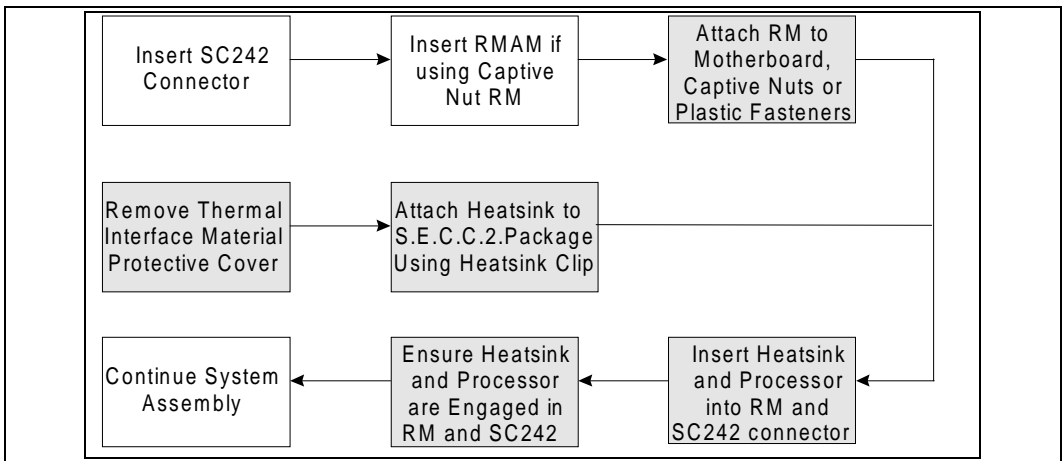 Insert SC242
Connector
Insert RMAM if
using Captive
Nut RM
Attach RM to
Motherboard,
Captive Nuts or
Plastic Fasteners
Remove Thermal
Interface Material
Protective Cover
Attach Heatsink to
S.E.C.C.2.Package
Using Heatsink Clip
Continue System
Assembly
Ensure Heatsink
and Processor
are Engaged in
RM and SC242
Insert Heatsink
and Processor
into RM and
SC242 connector